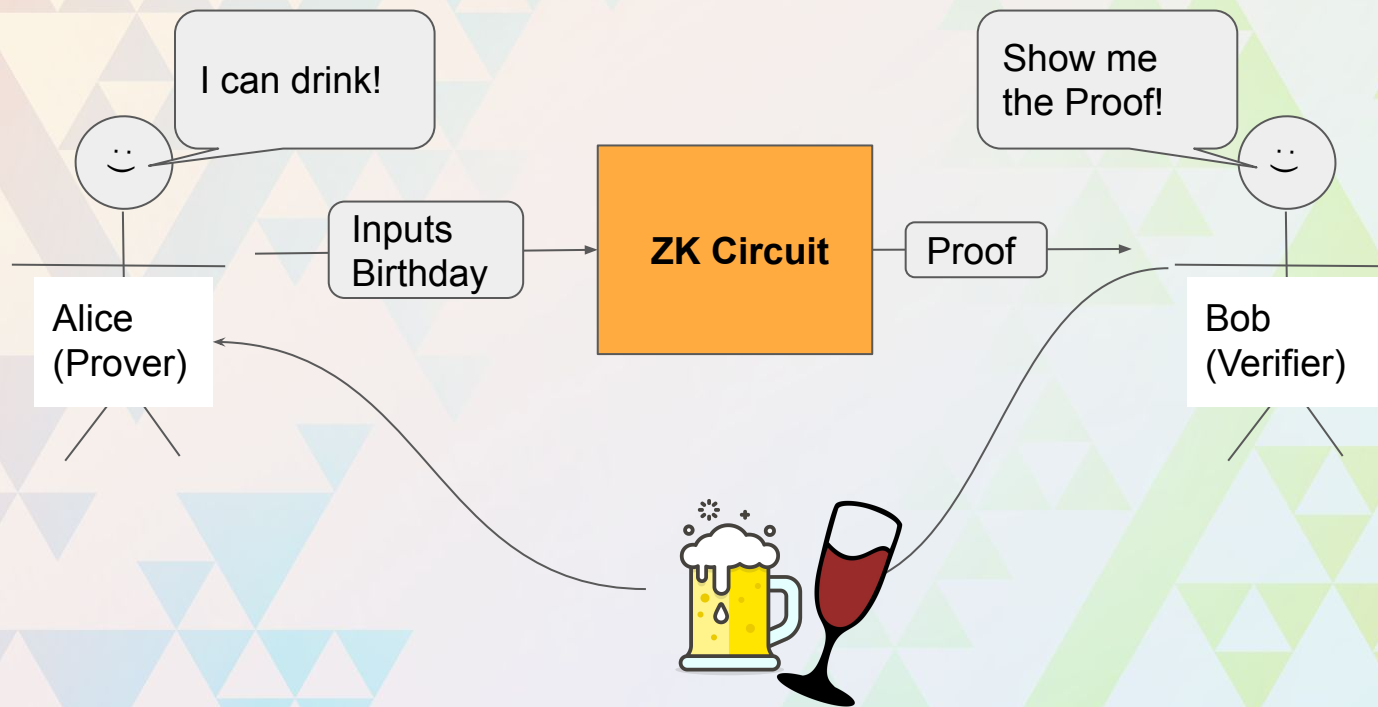 I can drink!
Show me
the Proof!
Inputs
Birthday
ZK Circuit
Proof
Alice
(Prover)
Bob
(Verifier)